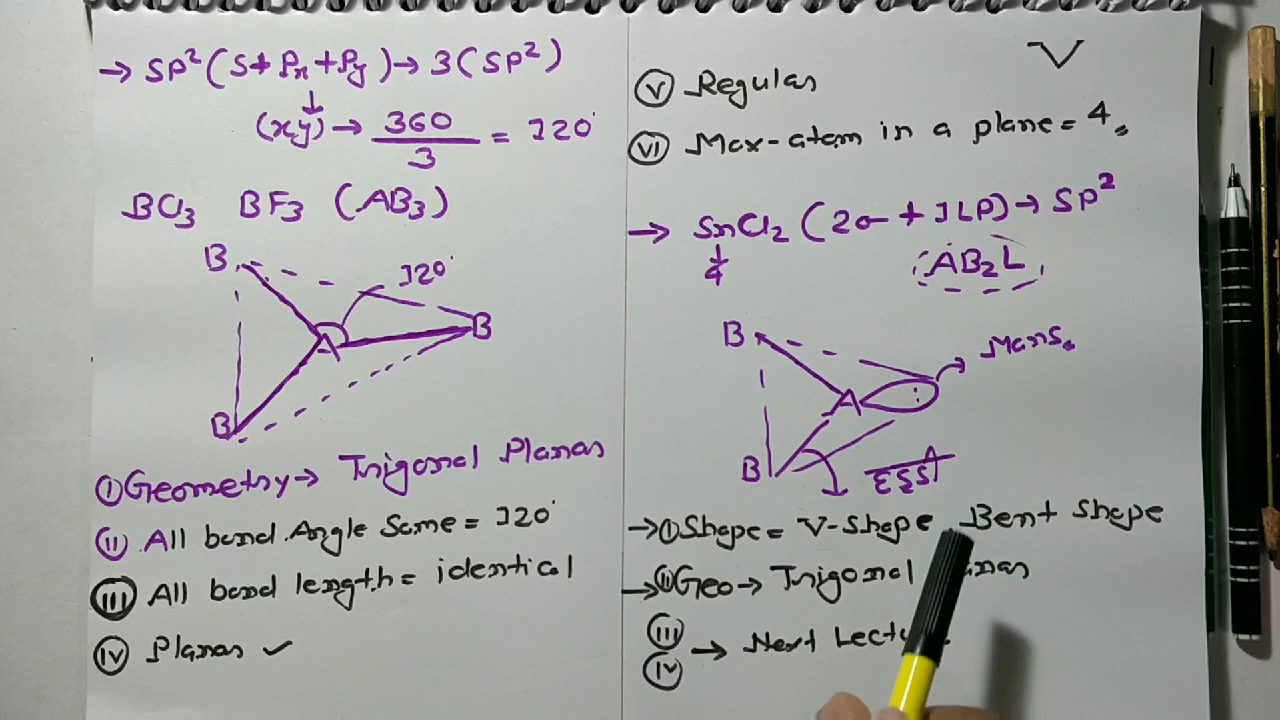 → SP² (S+Px+Py) → 3(SP²)
(x,y) → 360/3 = 120°
BCl₃ BF₃ (AB₃)
B
120°
B
A
B
① Geometry → Trigonal Planar
② All bond Angle Same = 120°
③ All bond length = identical
④ Planar ✓
V
⑤ Regular
⑥ Max-atom in a plane = 4.
→ SnCl₂ (2σ + 1LP) → SP²
4
AB₂L
B
Mans.
A
B
हड्डी
→ ① Shape = V-shape, Bent shape
→ ② Geo → Trigonal
③
④ → Next